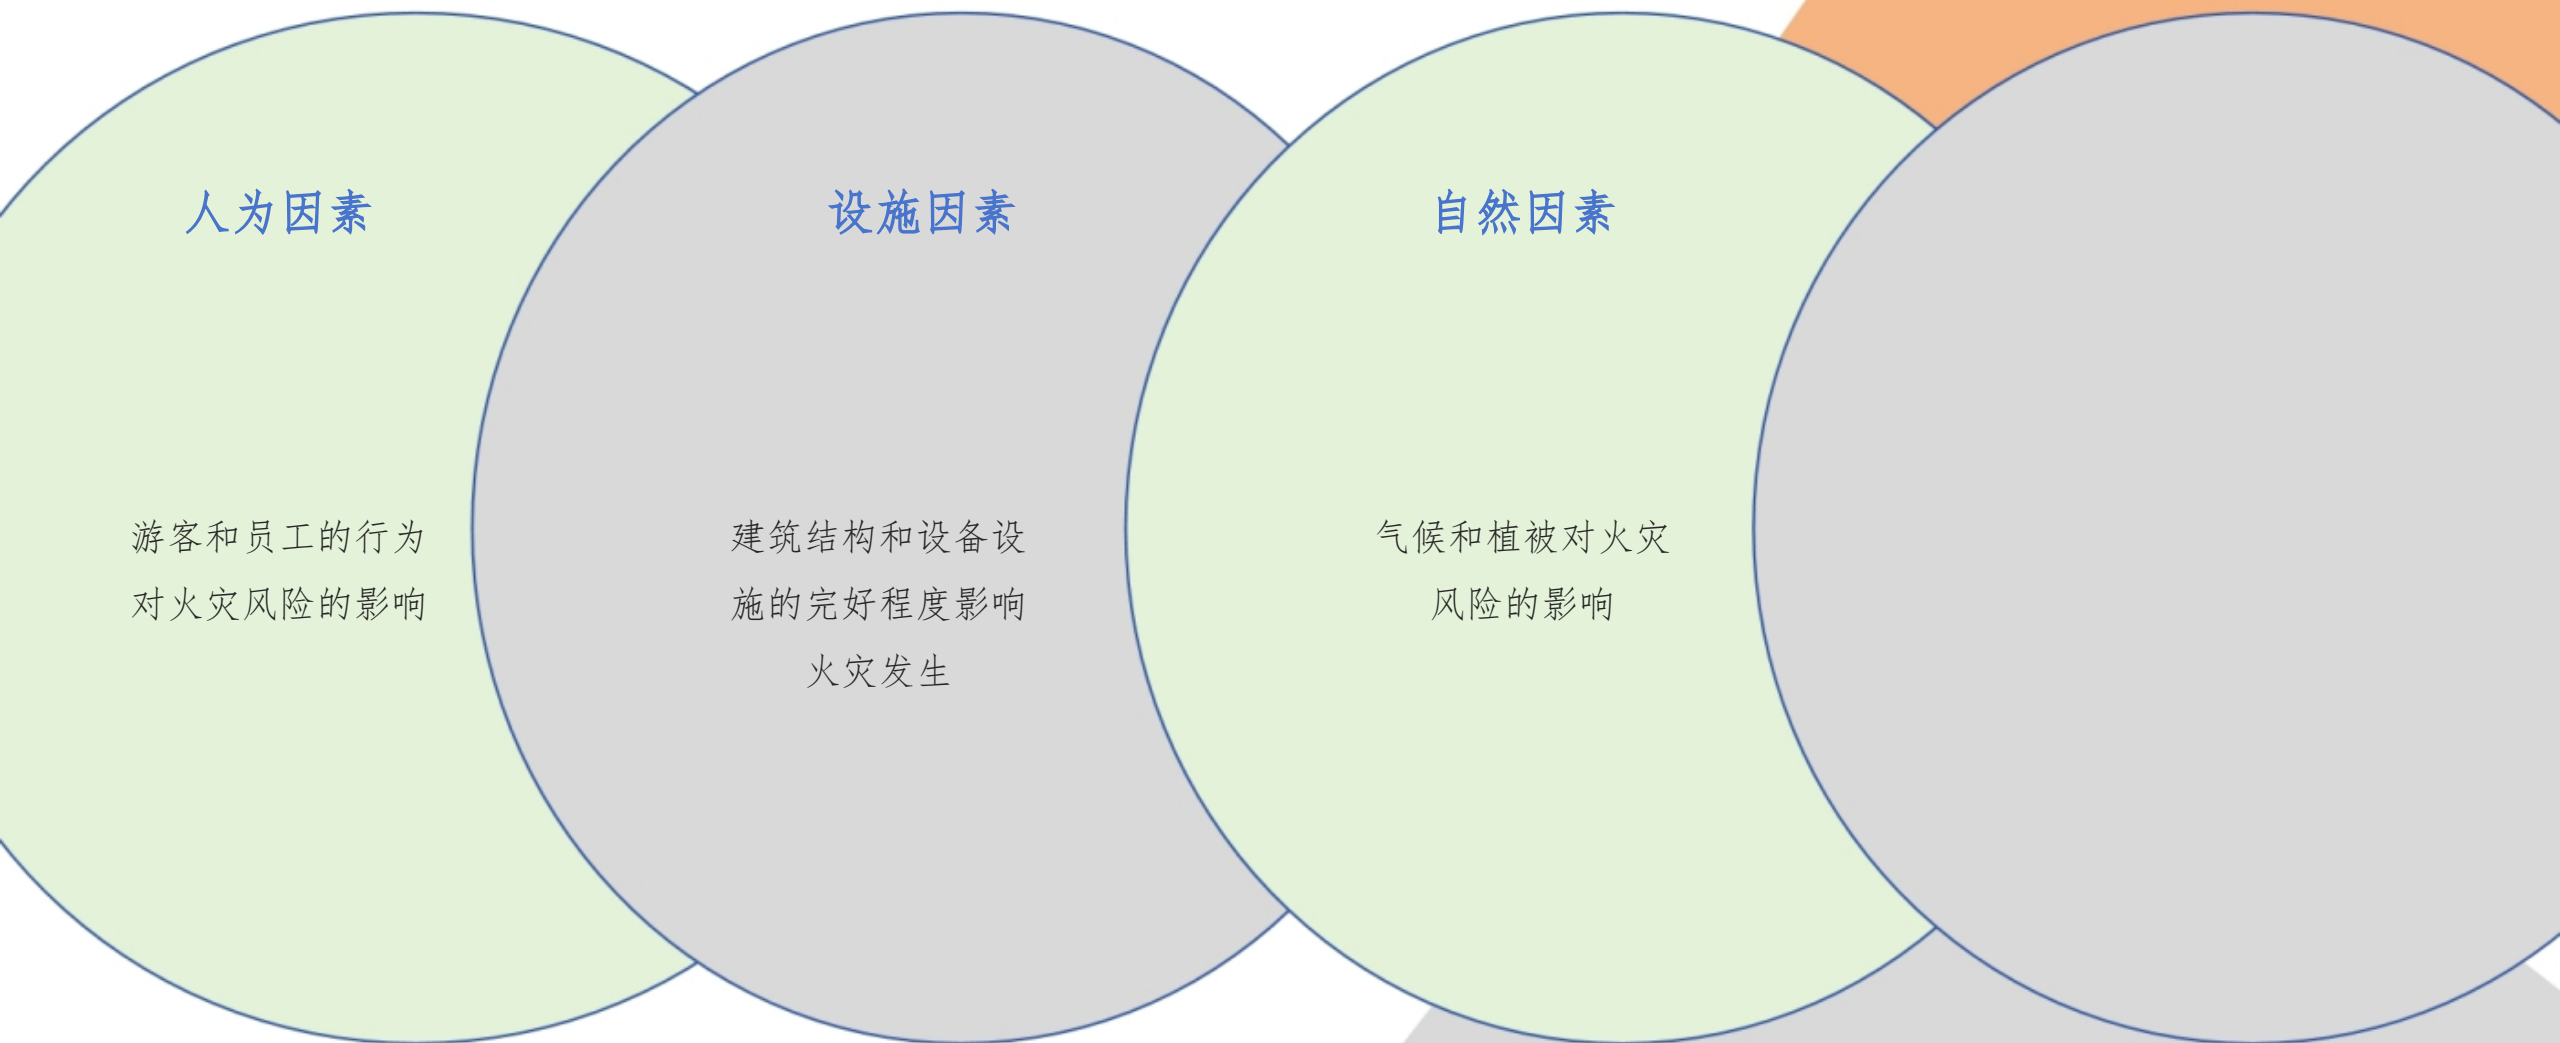 人为因素
游客和员工的行为
对火灾风险的影响
设施因素
建筑结构和设备设
施的完好程度影响
火灾发生
自然因素
气候和植被对火灾
风险的影响